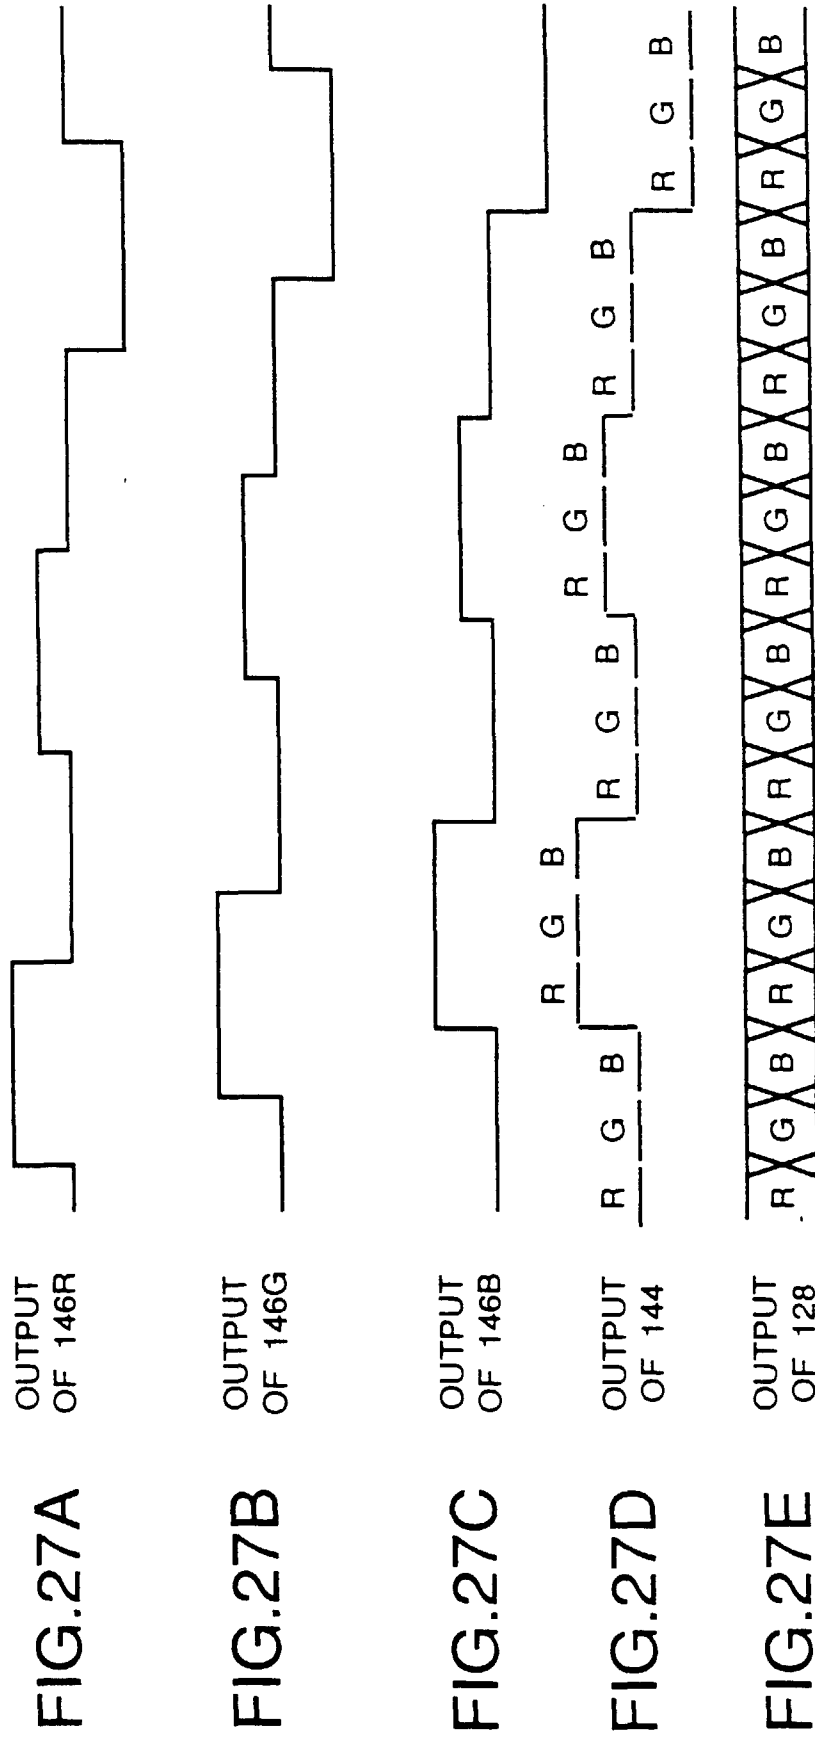 FIG.27A
OUTPUT
OF 146R
FIG.27B
OUTPUT
OF 146G
FIG.27C
OUTPUT
OF 146B
FIG.27D
OUTPUT
OF 144
R G B R G B R G B R G B R G B R G B
FIG.27E
OUTPUT
OF 128
R G B R G B R G B R G B R G B R G B